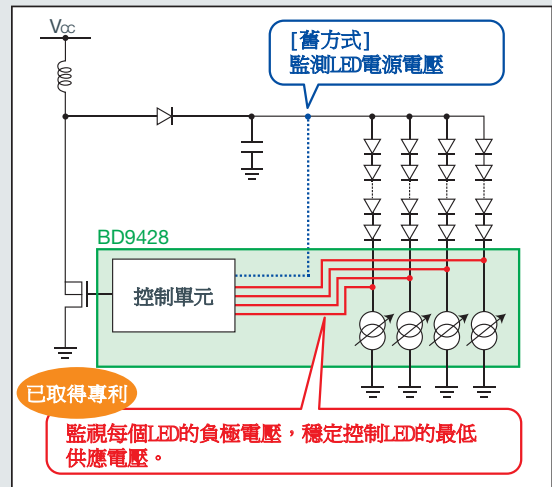 Vcc
[舊方式]
監測LED電源電壓
BD9428
控制單元
已取得專利
監視每個LED的負極電壓，穩定控制LED的最低
供應電壓。